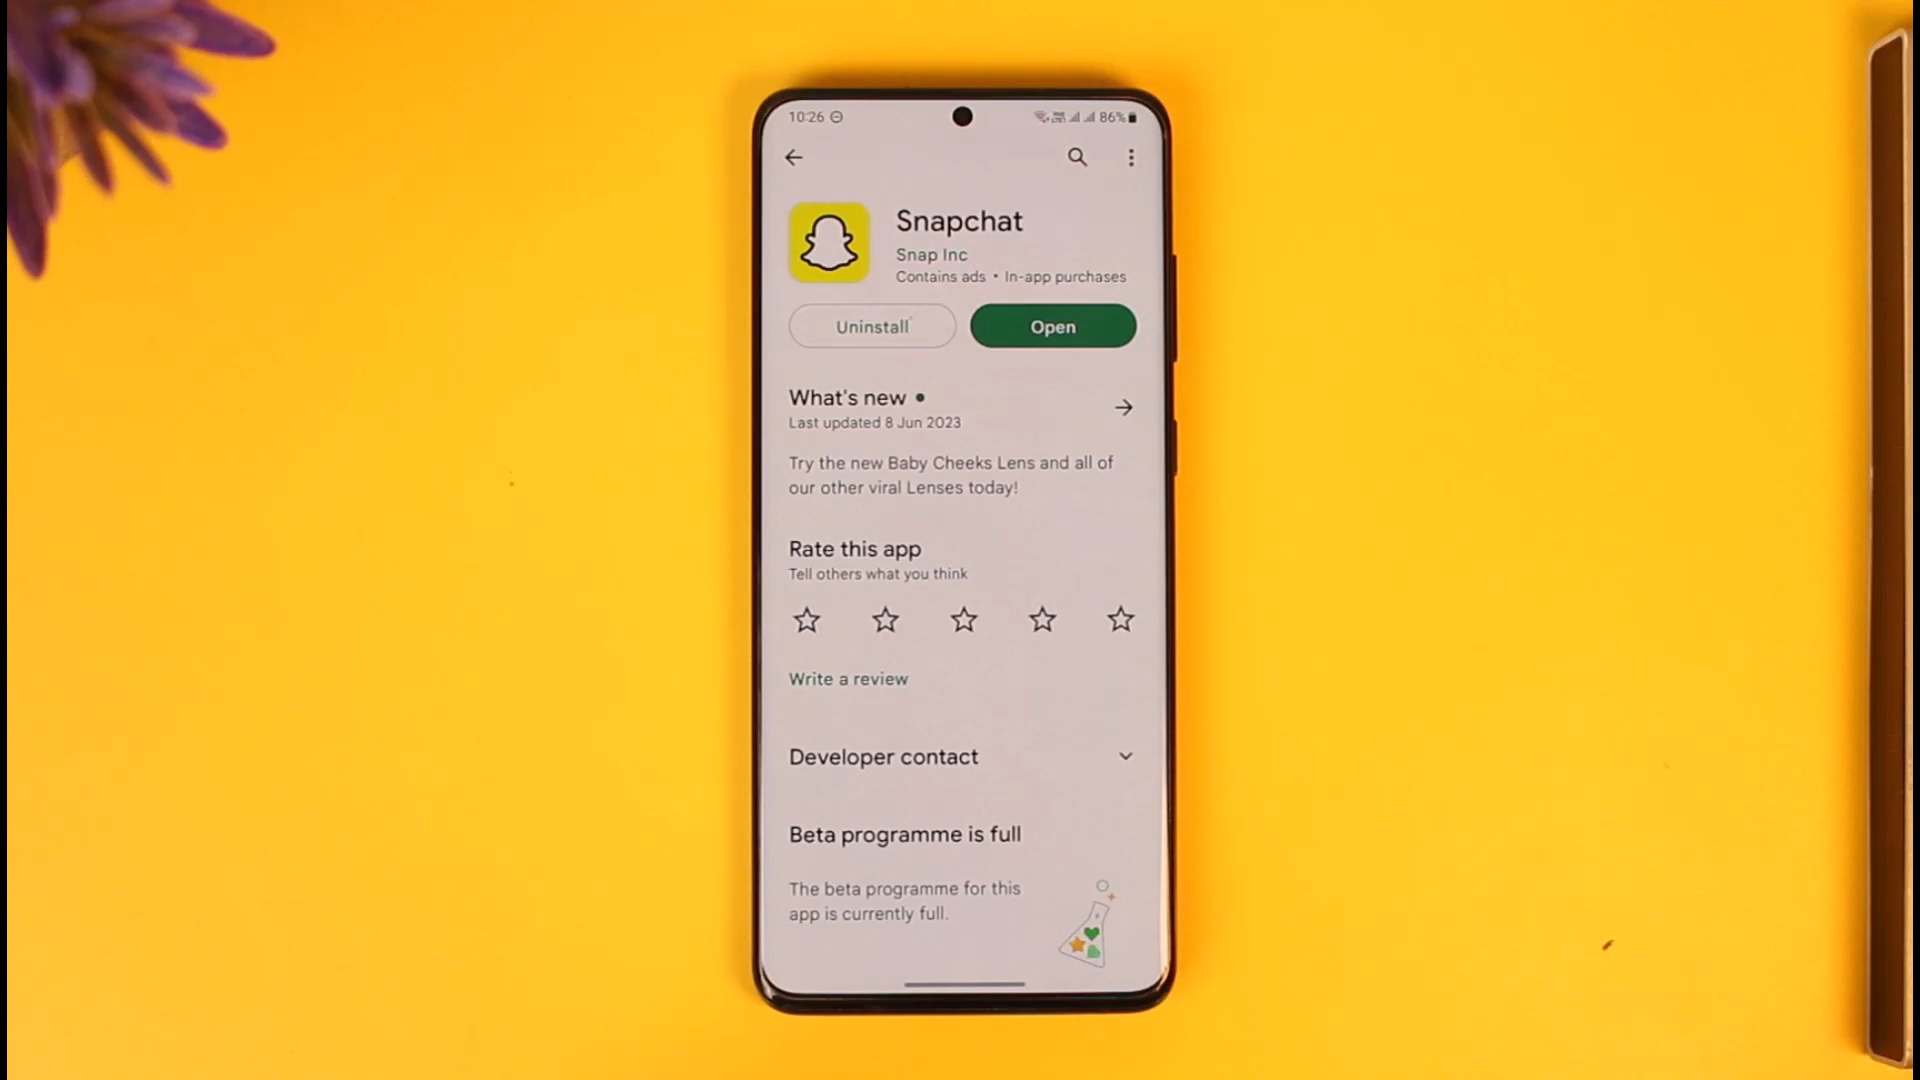 10:26
86%
Snapchat
Snap Inc
Contains ads • In-app purchases
Uninstall
Open
What's new •
Last updated 8 Jun 2023
Try the new Baby Cheeks Lens and all of
our other viral Lenses today!
Rate this app
Tell others what you think
Write a review
Developer contact
Beta programme is full
The beta programme for this
app is currently full.